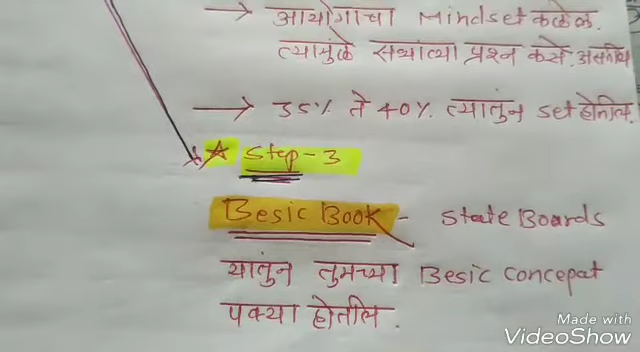 → आयोगाचा Mindset कळेल.
त्यामुळे सध्याच्या प्रश्न कसे असतील
→ 35% ते 40% त्यातुन set होतील.
★ Step-3
Besic Book - State Boards
यातुन तुमच्या Besic concepat
पक्या होतील.
Made with
VideoShow